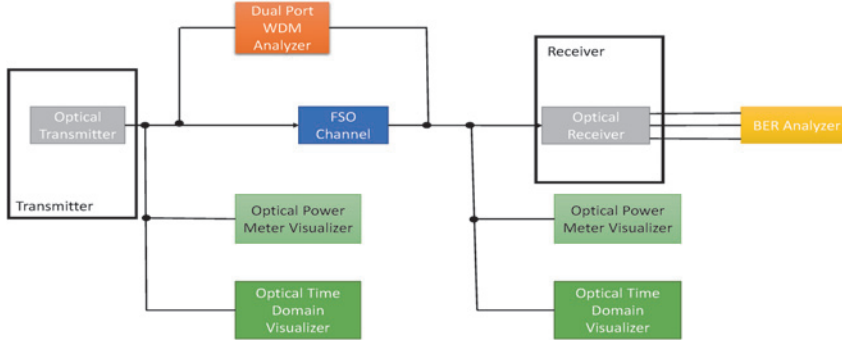 Dual Port
WDM
Analyzer
Receiver
Optical
Transmitter
FSO
Channel
Optical
Receiver
BER Analyzer
Transmitter
Optical Power
Meter Visualizer
Optical Power
Meter Visualizer
Optical Time
Domain
Visualizer
Optical Time
Domain
Visualizer